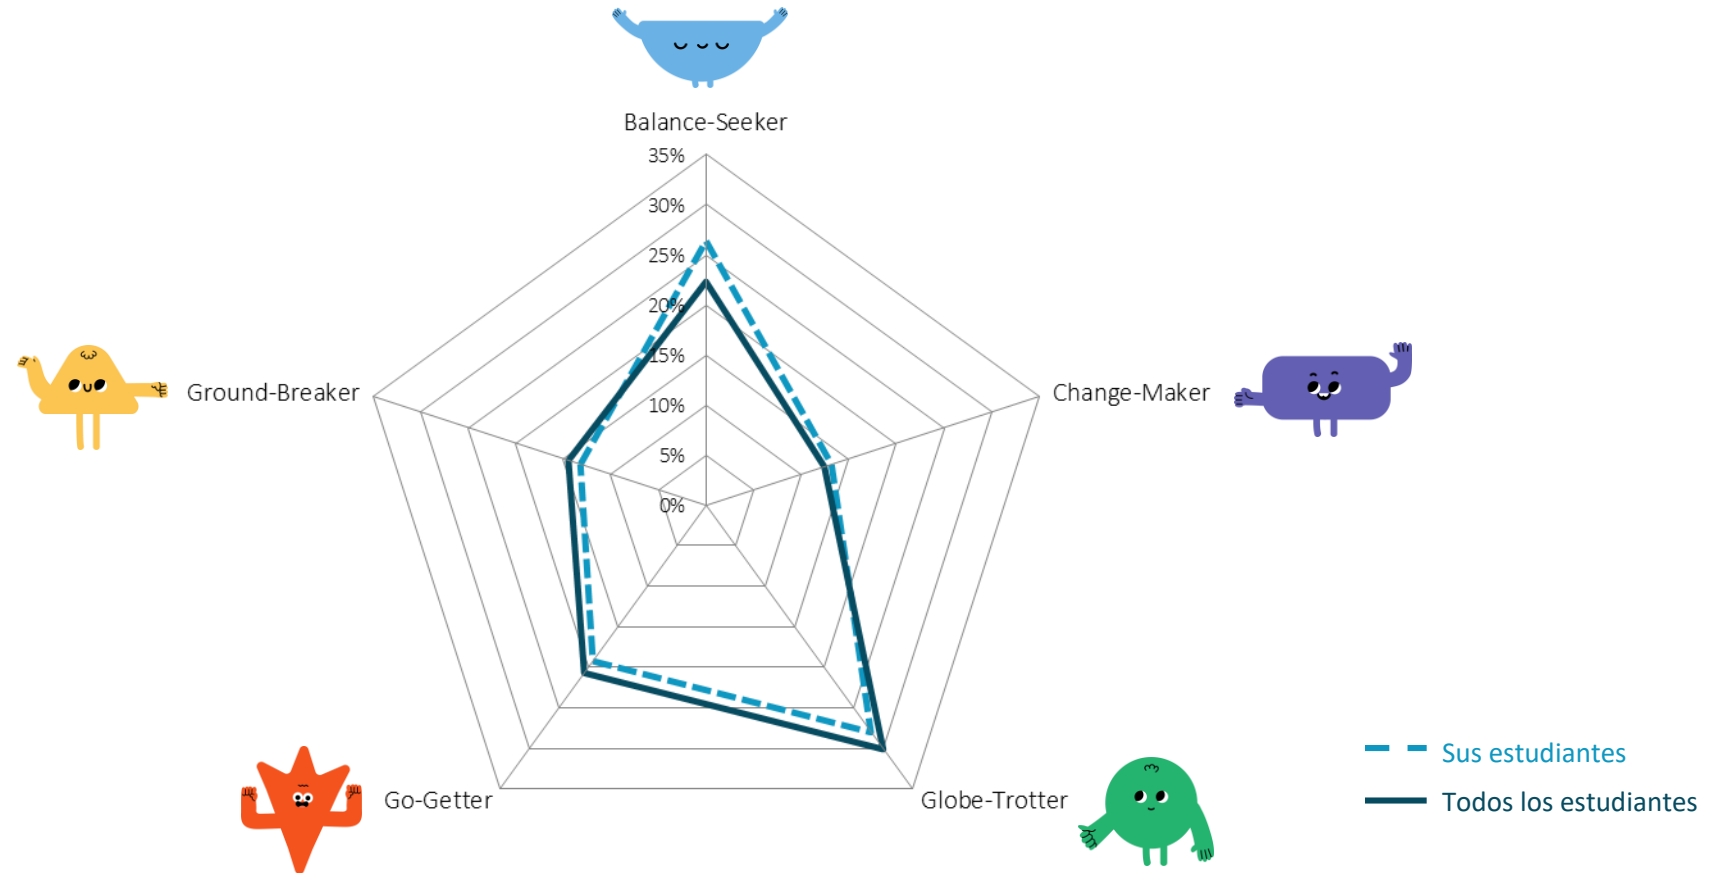 Balance-Seeker
35%
30%
25%
20%
15%
10%
5%
0%
Ground-Breaker
Change-Maker
Go-Getter
Globe-Trotter
Sus estudiantes
Todos los estudiantes